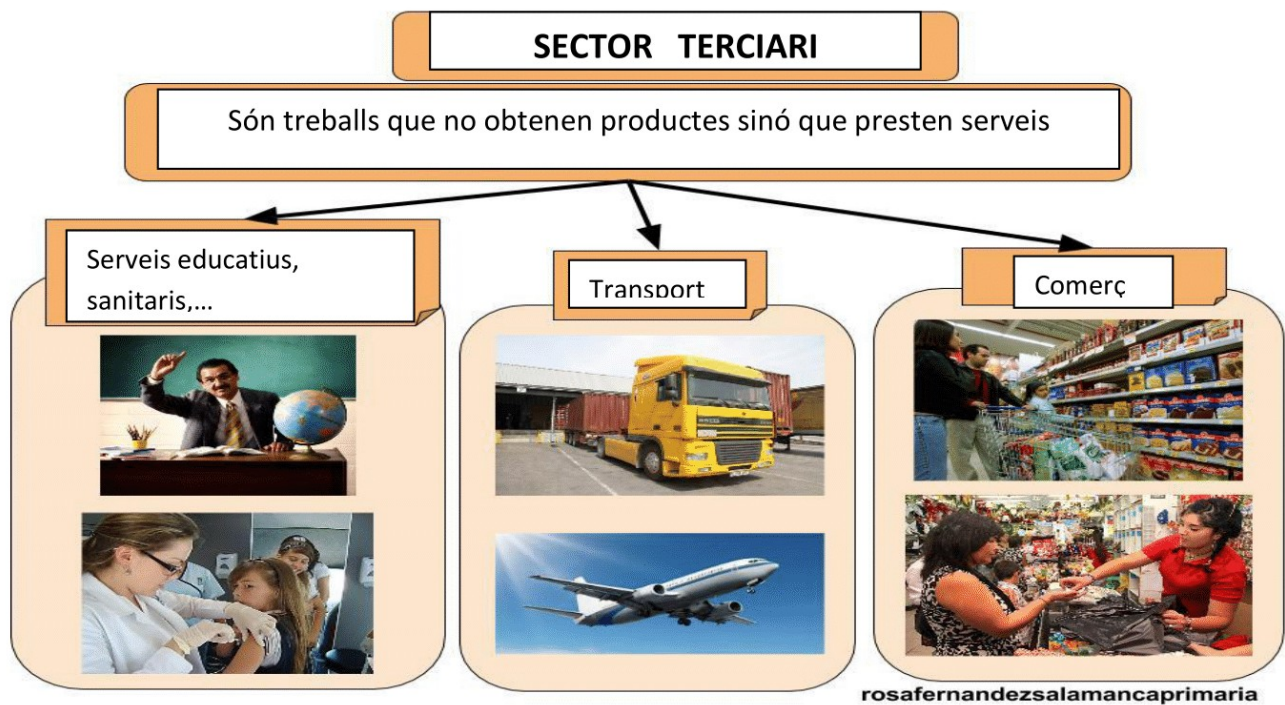 SECTOR TERCIARI
Són treballs que no obtenen productes sinó que presten serveis
Serveis educatius,
sanitaris,...
Transport
Comerç
rosafernandezsalamancaprimaria